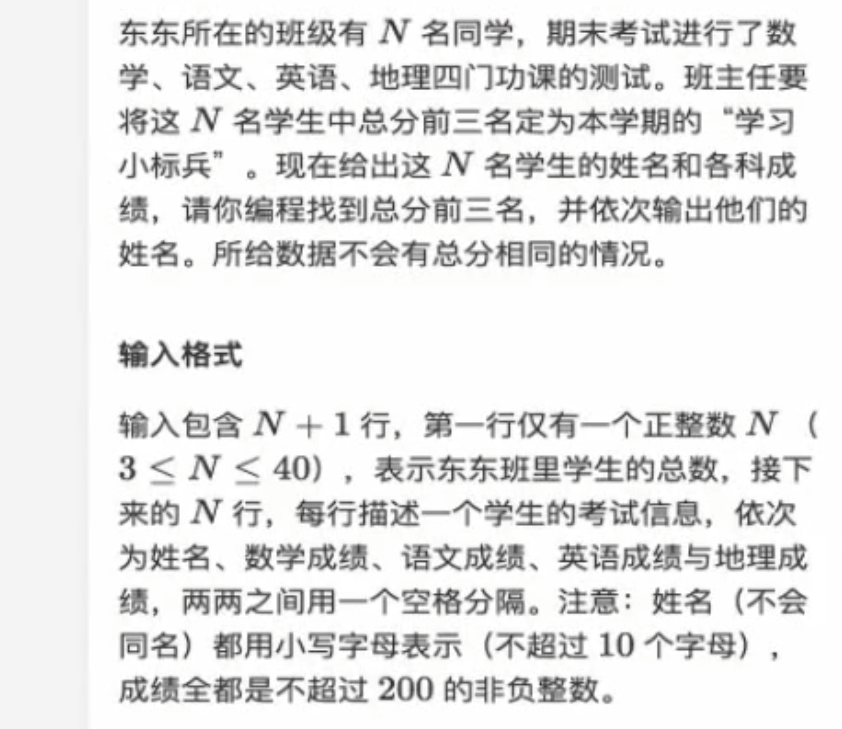 东东所在的班级有 N 名同学，期末考试进行了数
学、语文、英语、地理四门功课的测试。班主任要
将这 N 名学生中总分前三名定为本学期的“学习
小标兵”。现在给出这 N 名学生的姓名和各科成
绩，请你编程找到总分前三名，并依次输出他们的
姓名。所给数据不会有总分相同的情况。
输入格式
输入包含 N + 1 行，第一行仅有一个正整数 N （
3 ≤ N ≤ 40），表示东东班里学生的总数，接下
来的 N 行，每行描述一个学生的考试信息，依次
为姓名、数学成绩、语文成绩、英语成绩与地理成
绩，两两之间用一个空格分隔。注意：姓名（不会
同名）都用小写字母表示（不超过 10 个字母），
成绩全都是不超过 200 的非负整数。